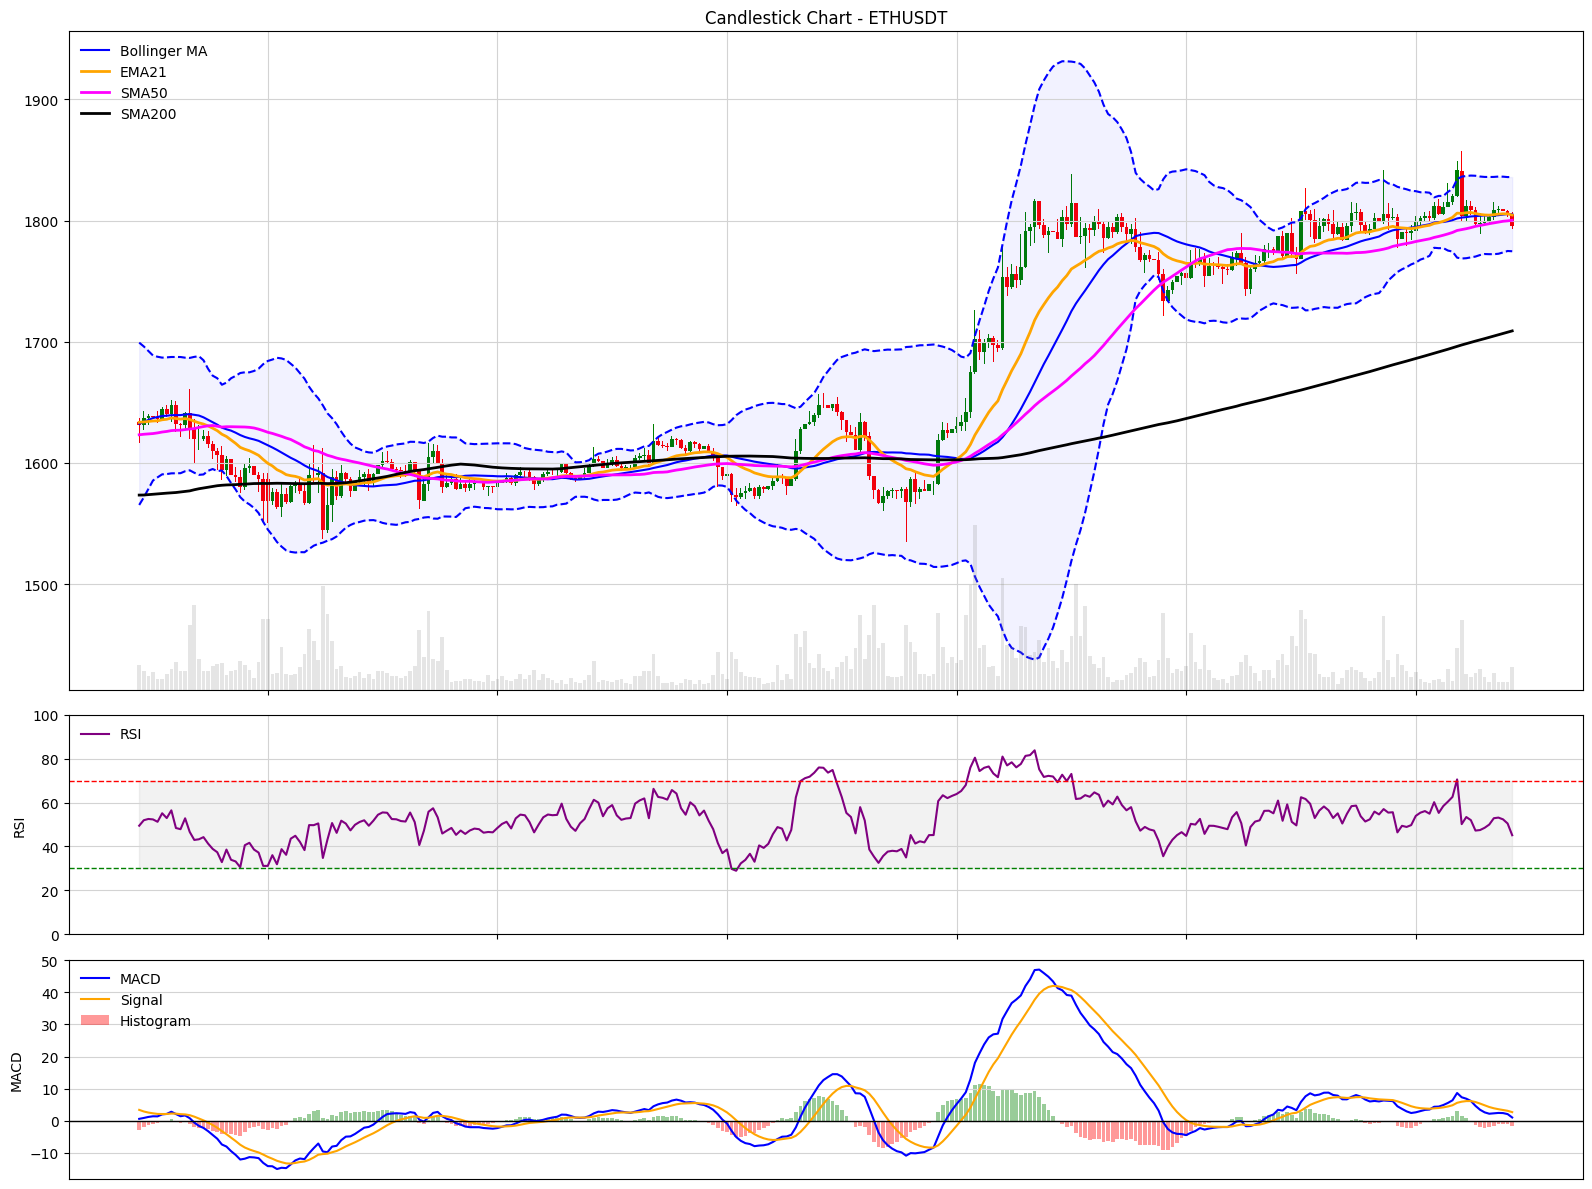 Candlestick Chart - ETHUSDT
Bollinger MA
EMA21
SMA50
SMA200
1900
1800
1700
1600
1500
RSI
100
80
60
40
20
0
RSI
MACD
Signal
Histogram
50
40
30
20
10
0
−10
MACD